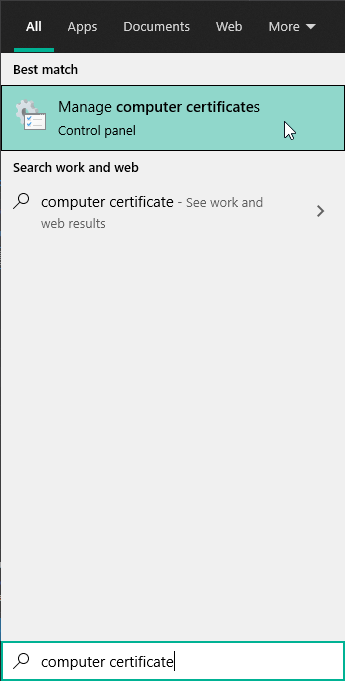 All Apps Documents Web More
Best match
Manage computer certificates
Control panel
Search work and web
computer certificate - See work and
web results
computer certificate